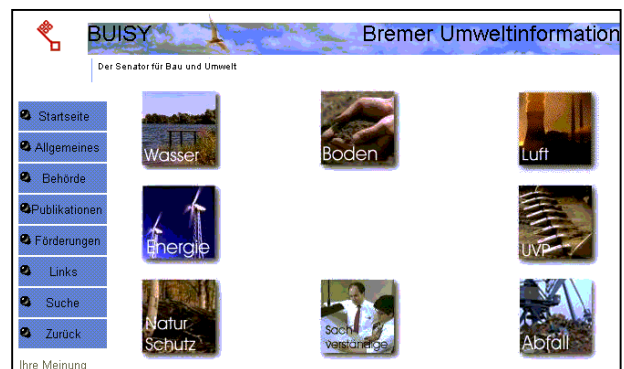 BUISY
Bremer Umweltinformation
Der Senator für Bau und Umwelt
Startseite
Allgemeines
Behörde
Publikationen
Förderungen
Links
Suche
Zurück
Ihre Meinung
Wasser
Boden
Luft
Energie
UVP
Natur
Schutz
Sach
verständige
Abfall